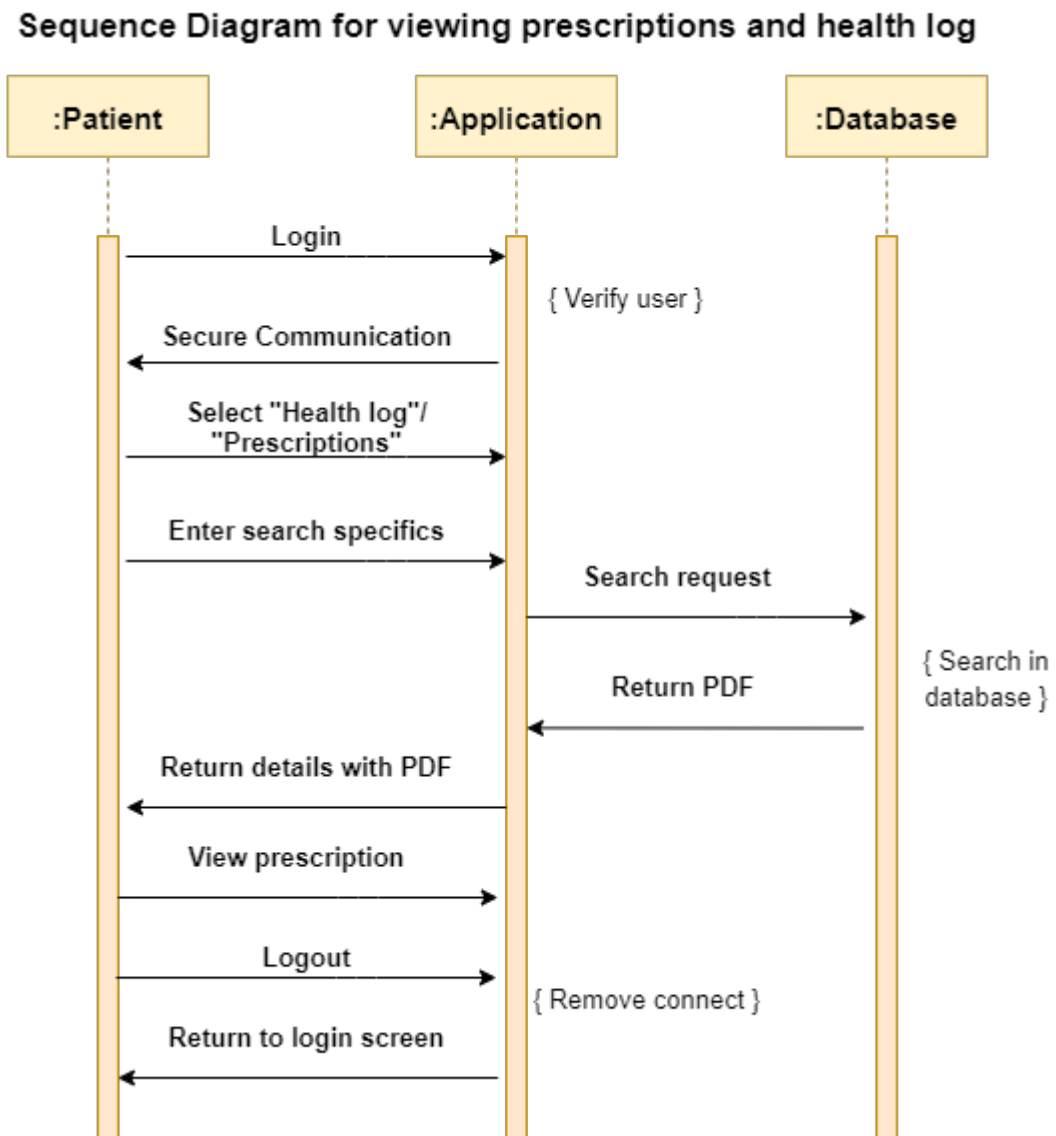 Sequence Diagram for viewing prescriptions and health log
:Patient
:Application
:Database
Login
{ Verify user }
Secure Communication
Select "Health log"/
"Prescriptions"
Enter search specifics
Search request
{ Search in
database }
Return PDF
Return details with PDF
View prescription
Logout
{ Remove connect }
Return to login screen